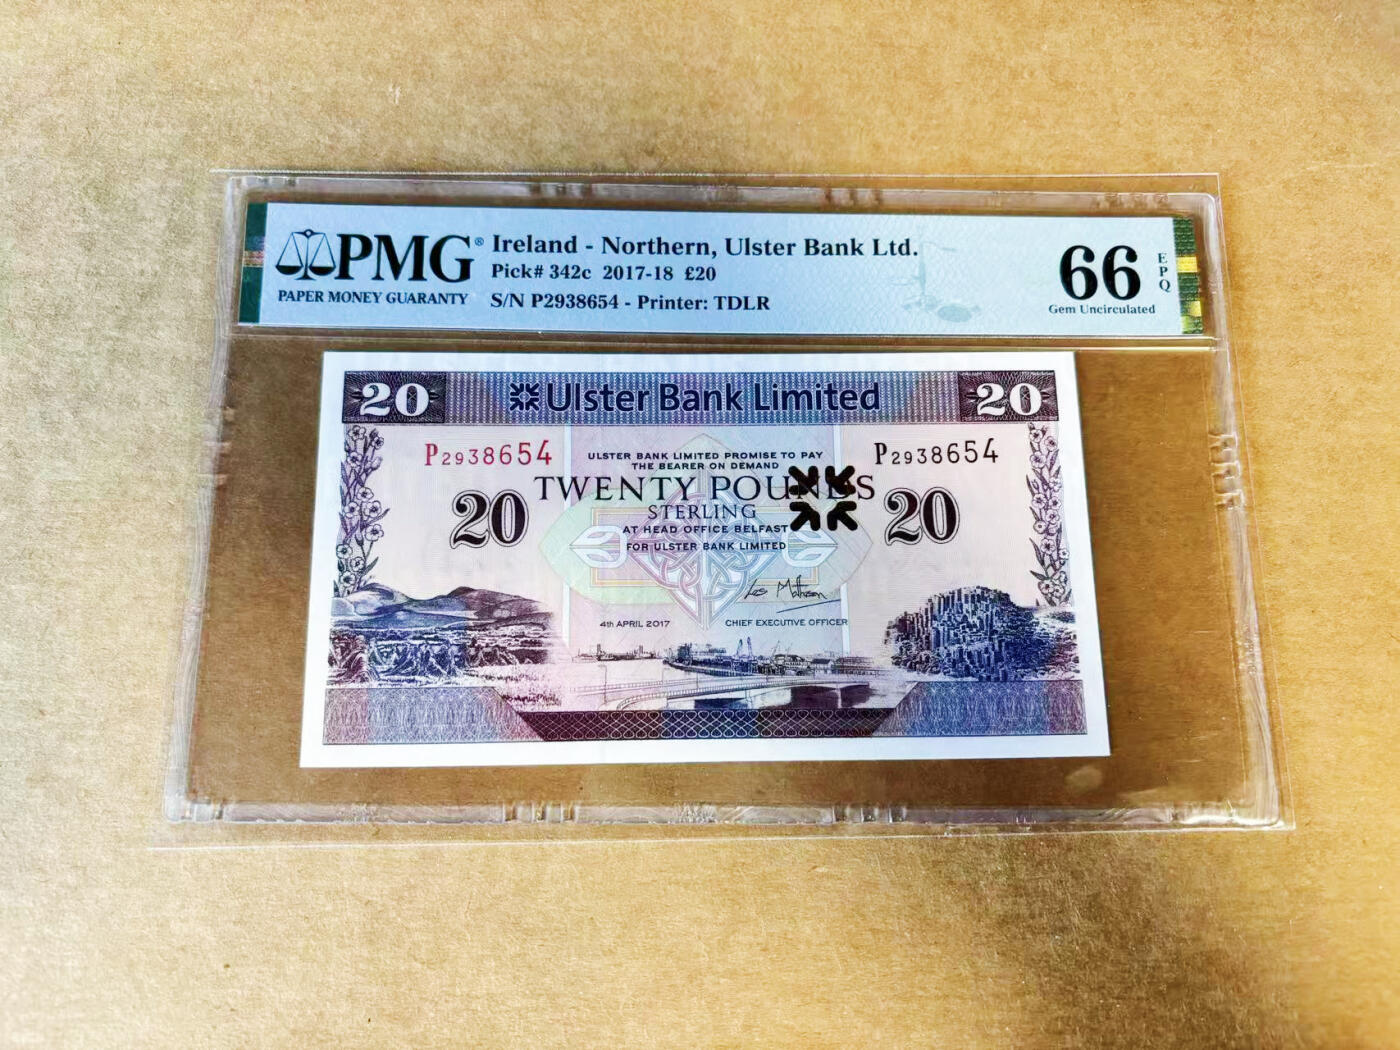 PMG®
PAPER MONEY GUARANTY
Ireland - Northern, Ulster Bank Ltd.
Pick# 342c 2017-18 £20
S/N P2938654 - Printer: TDLR
66
EPQ
Gem Uncirculated
20 Ulster Bank Limited 20
P2938654
P2938654
ULSTER BANK LIMITED PROMISE TO PAY
THE BEARER ON DEMAND
TWENTY POUNDS
STERLING
20
20
AT HEAD OFFICE BELFAST
FOR ULSTER BANK LIMITED
Les Matheson
4th APRIL 2017
CHIEF EXECUTIVE OFFICER